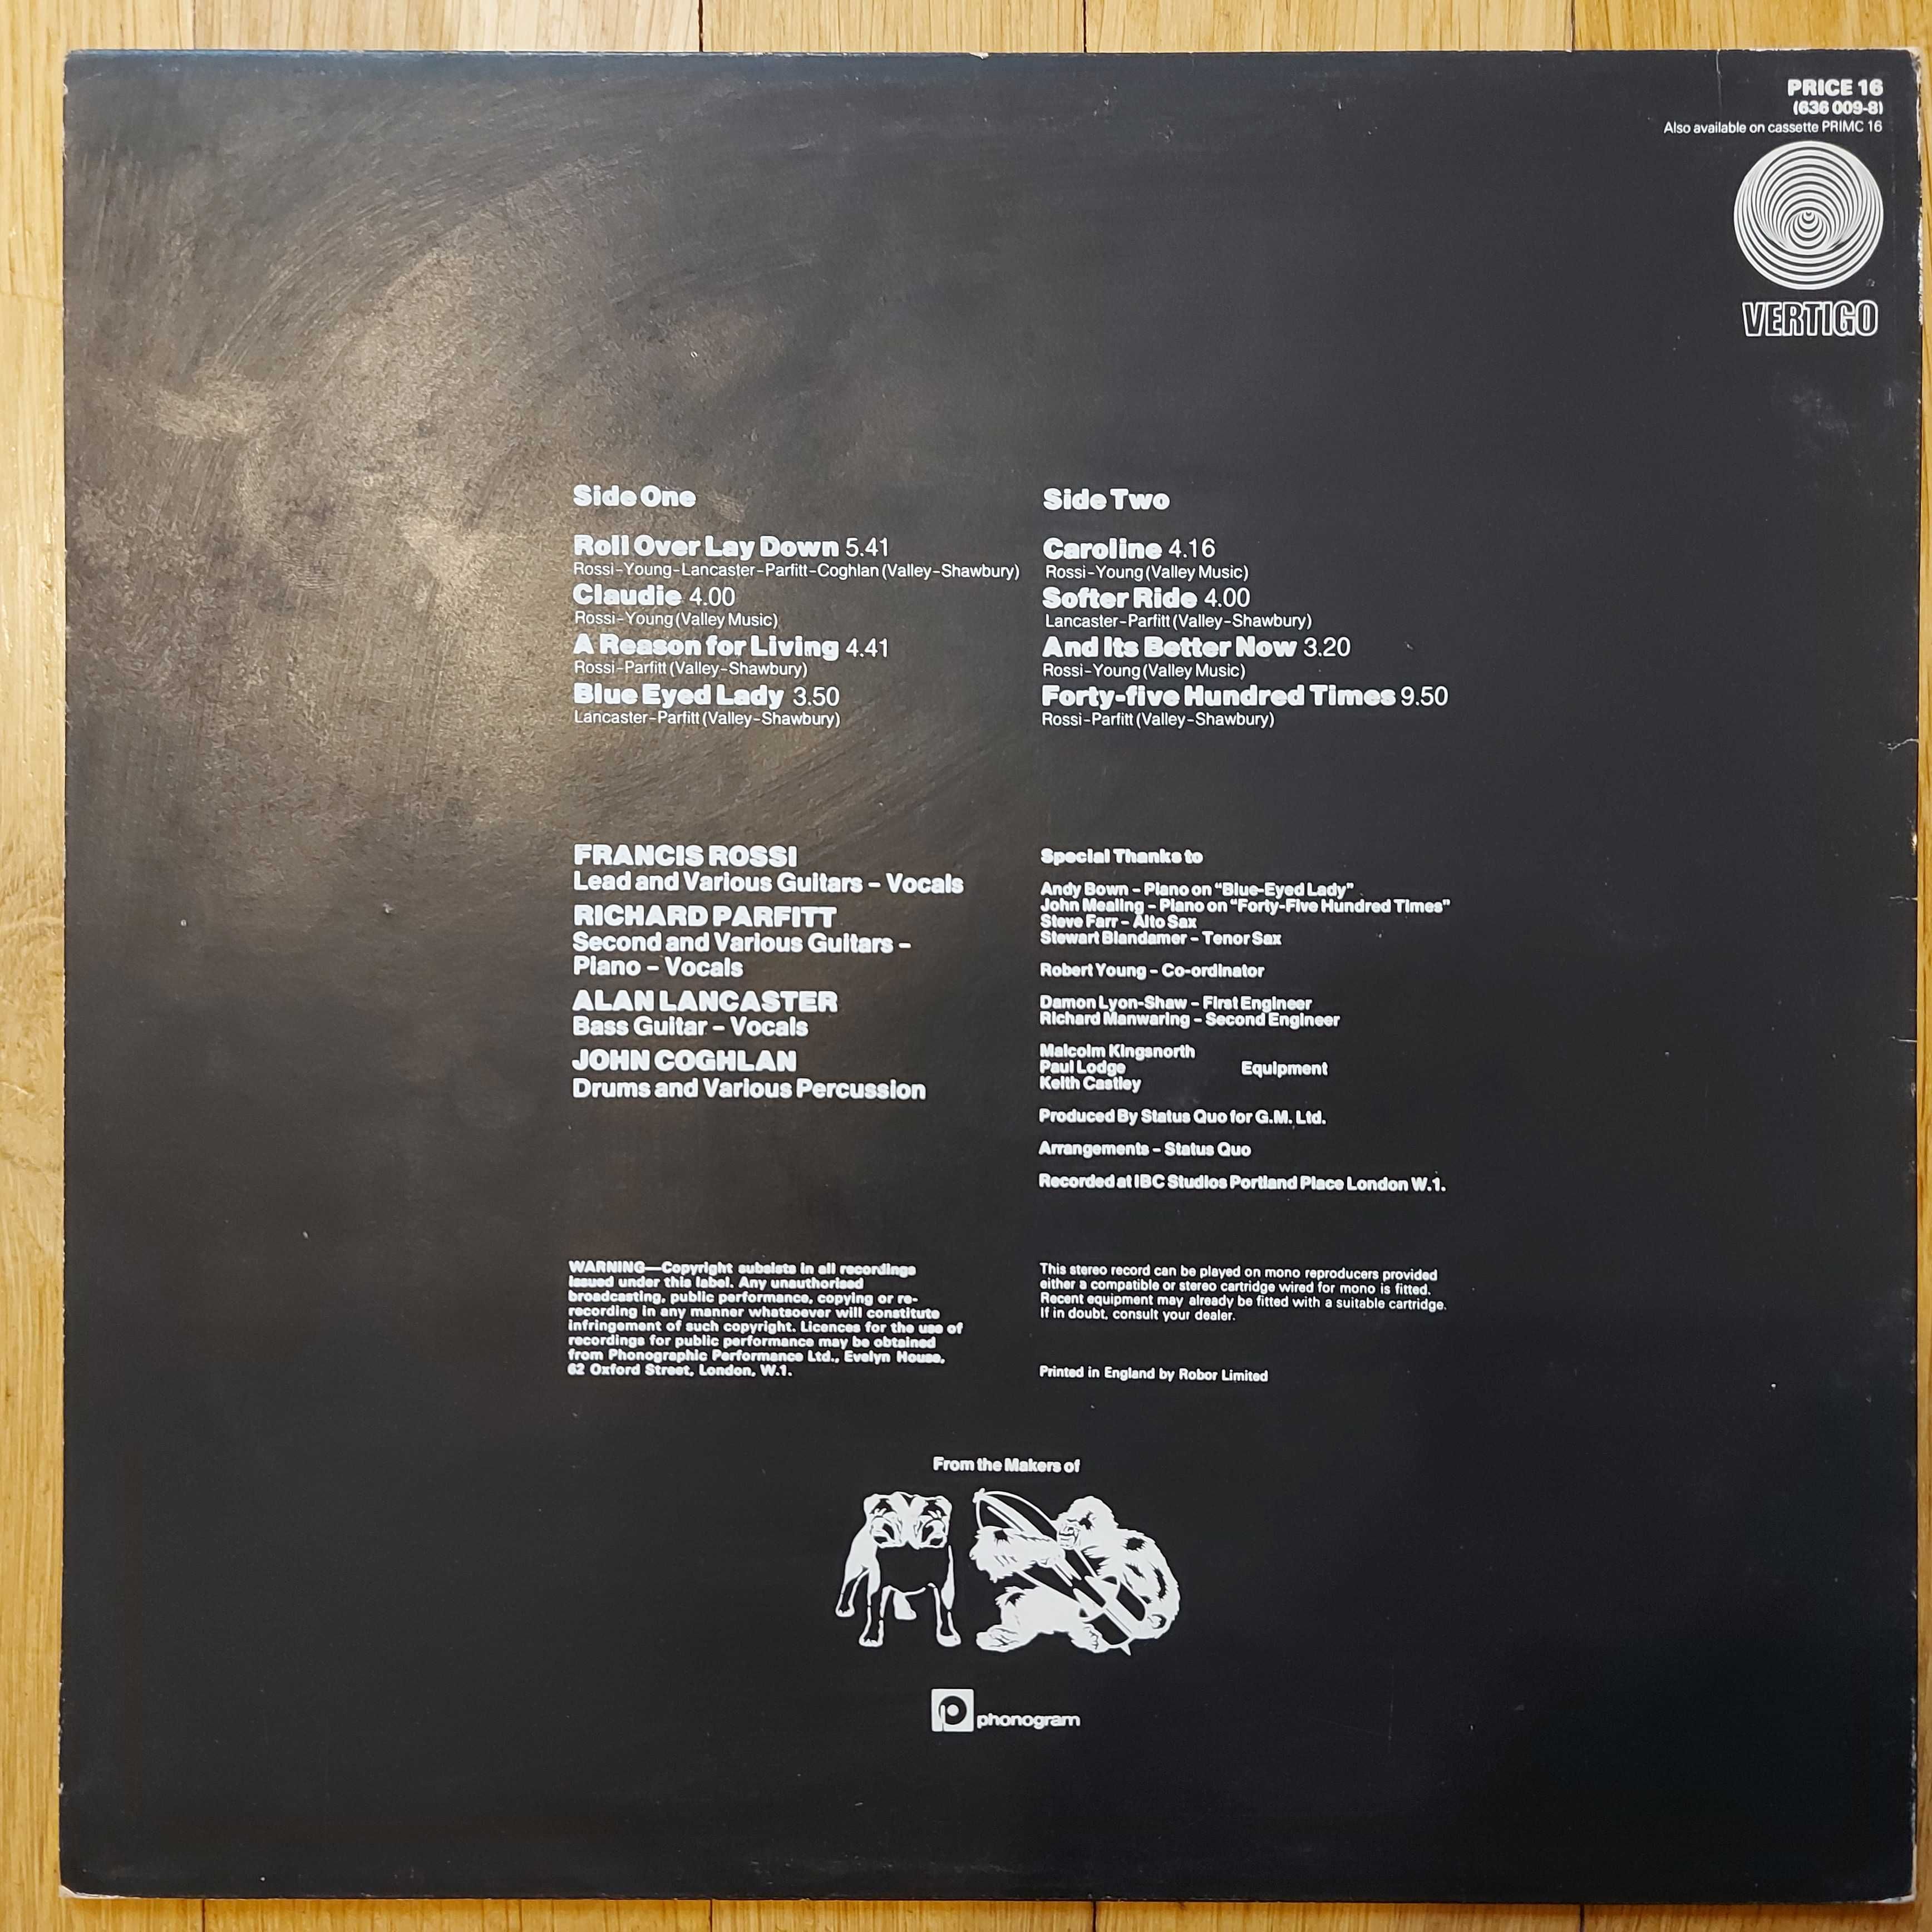 PRICE 16
(636 009-8)
Also available on cassette PRIMC 16
VERTIGO
Side One
Roll Over Lay Down 5.41
Rossi-Young-Lancaster-Parfitt-Coghlan (Valley-Shawbury)
Claudie 4.00
Rossi-Young (Valley Music)
A Reason for Living 4.41
Rossi-Parfitt (Valley-Shawbury)
Blue Eyed Lady 3.50
Lancaster-Parfitt (Valley-Shawbury)
Side Two
Caroline 4.16
Rossi-Young (Valley Music)
Softer Ride 4.00
Lancaster-Parfitt (Valley-Shawbury)
And Its Better Now 3.20
Rossi-Young (Valley Music)
Forty-five Hundred Times 9.50
Rossi-Parfitt (Valley-Shawbury)
FRANCIS ROSSI
Lead and Various Guitars – Vocals
RICHARD PARFITT
Second and Various Guitars –
Piano – Vocals
ALAN LANCASTER
Bass Guitar – Vocals
JOHN COGHLAN
Drums and Various Percussion
Special Thanks to
Andy Bown – Piano on “Blue-Eyed Lady”
John Mealing – Piano on “Forty-Five Hundred Times”
Steve Farr – Alto Sax
Stewart Blandamer – Tenor Sax
Robert Young – Co-ordinator
Damon Lyon-Shaw – First Engineer
Richard Manwaring – Second Engineer
Malcolm Kingsnorth
Paul Lodge Equipment
Keith Castley
Produced By Status Quo for G.M. Ltd.
Arrangements – Status Quo
Recorded at IBC Studios Portland Place London W.1.
WARNING—Copyright subsists in all recordings
issued under this label. Any unauthorised
broadcasting, public performance, copying or re-
recording in any manner whatsoever will constitute
infringement of such copyright. Licences for the use of
recordings for public performance may be obtained
from Phonographic Performance Ltd., Evelyn House,
62 Oxford Street, London, W.1.
This stereo record can be played on mono reproducers provided
either a compatible or stereo cartridge wired for mono is fitted.
Recent equipment may already be fitted with a suitable cartridge.
If in doubt, consult your dealer.
Printed in England by Robor Limited
From the Makers of
phonogram